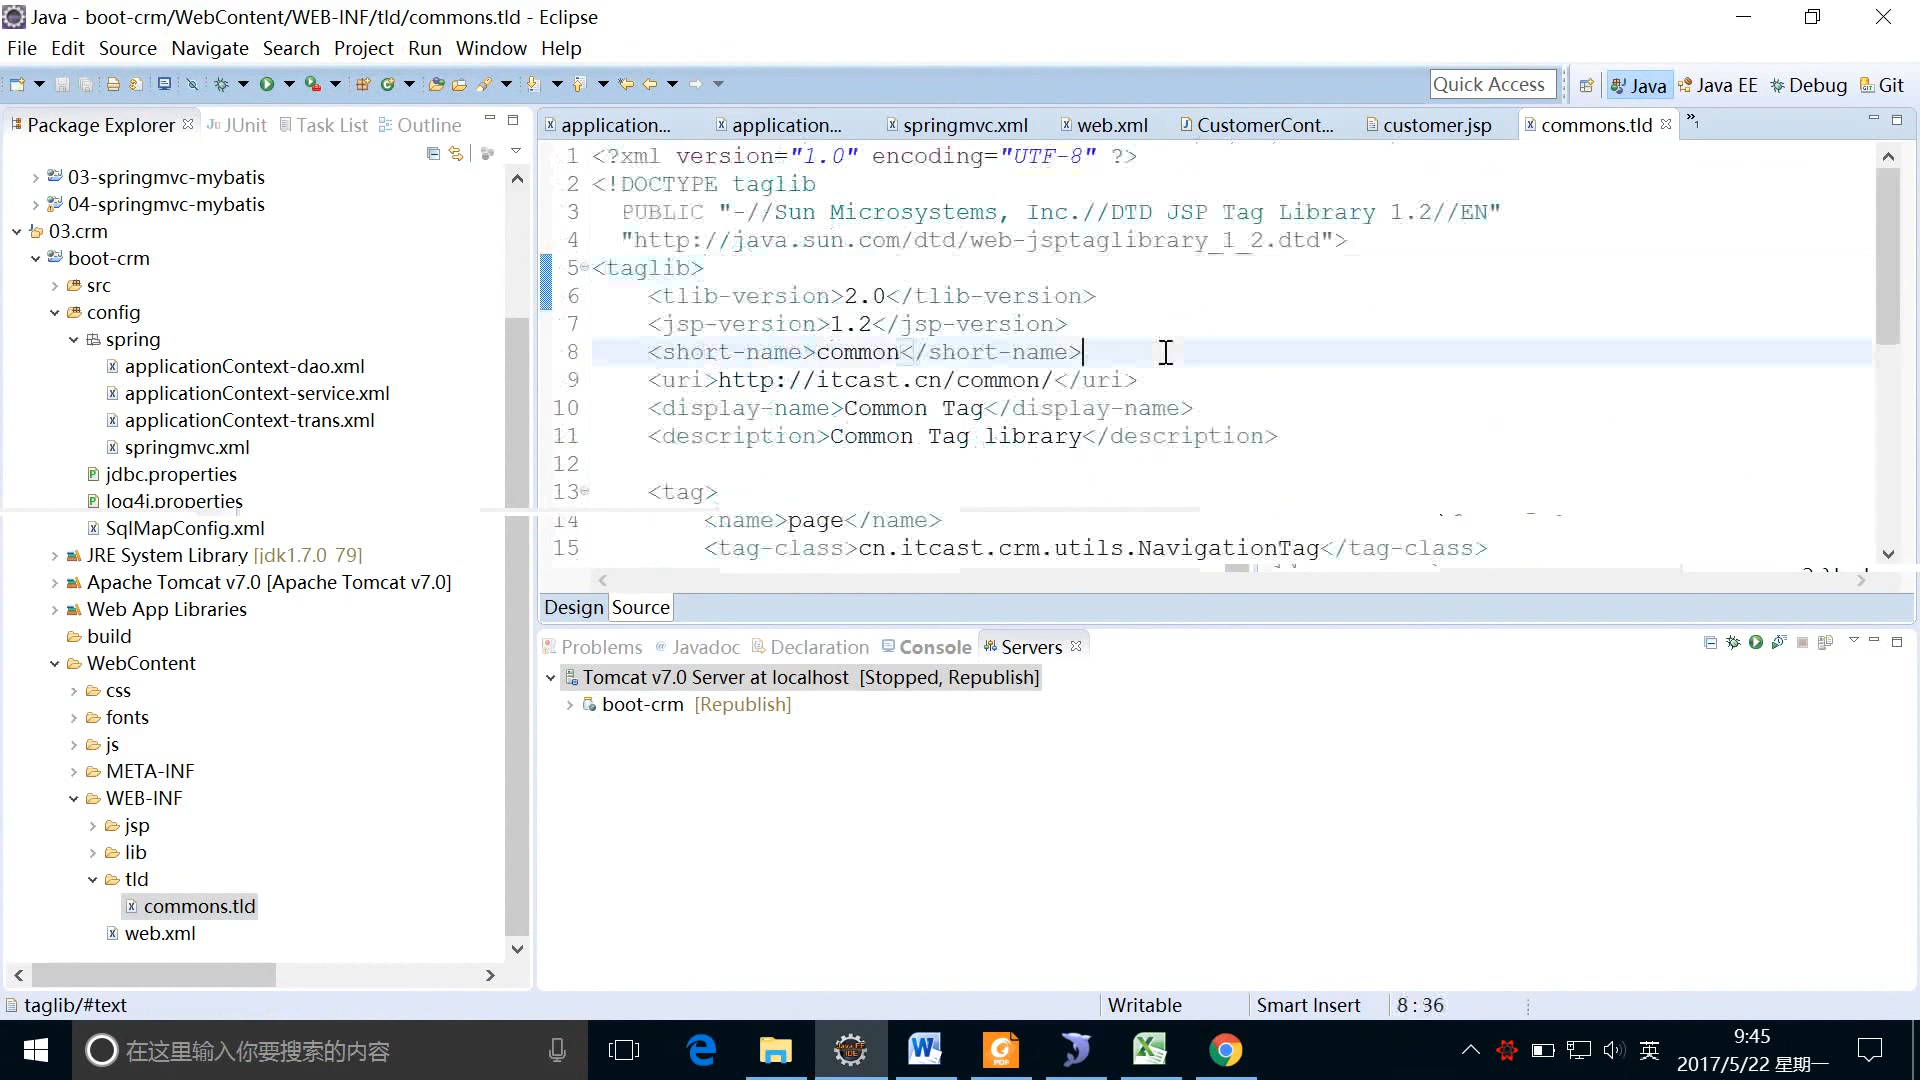 Java - boot-crm/WebContent/WEB-INF/tld/commons.tld - Eclipse
File Edit Source Navigate Search Project Run Window Help
Quick Access Java Java EE Debug Git
Package Explorer JUnit Task List Outline
03-springmvc-mybatis
04-springmvc-mybatis
03.crm
boot-crm
src
config
spring
applicationContext-dao.xml
applicationContext-service.xml
applicationContext-trans.xml
springmvc.xml
jdbc.properties
log4j.properties
SqlMapConfig.xml
JRE System Library [jdk1.7.0_79]
Apache Tomcat v7.0 [Apache Tomcat v7.0]
Web App Libraries
build
WebContent
css
fonts
js
META-INF
WEB-INF
jsp
lib
tld
commons.tld
web.xml
application... application... springmvc.xml web.xml CustomerCont... customer.jsp commons.tld »1
1 <?xml version="1.0" encoding="UTF-8" ?>
2 <!DOCTYPE taglib
3 PUBLIC "-//Sun Microsystems, Inc.//DTD JSP Tag Library 1.2//EN"
4 "http://java.sun.com/dtd/web-jsptaglibrary_1_2.dtd">
5 <taglib>
6 <tlib-version>2.0</tlib-version>
7 <jsp-version>1.2</jsp-version>
8 <short-name>common</short-name>
9 <uri>http://itcast.cn/common/</uri>
10 <display-name>Common Tag</display-name>
11 <description>Common Tag library</description>
12
13 <tag>
14 <name>page</name>
15 <tag-class>cn.itcast.crm.utils.NavigationTag</tag-class>
Design Source
Problems Javadoc Declaration Console Servers
Tomcat v7.0 Server at localhost [Stopped, Republish]
boot-crm [Republish]
taglib/#text Writable Smart Insert 8 : 36
在这里输入你要搜索的内容
英
9:45
2017/5/22 星期一